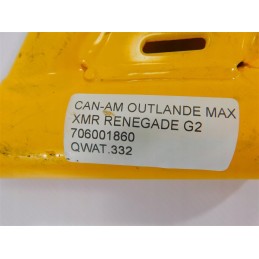 CAN-AM OUTLANDE MAX
XMR RENEGADE G2
706001860
QWAT.332